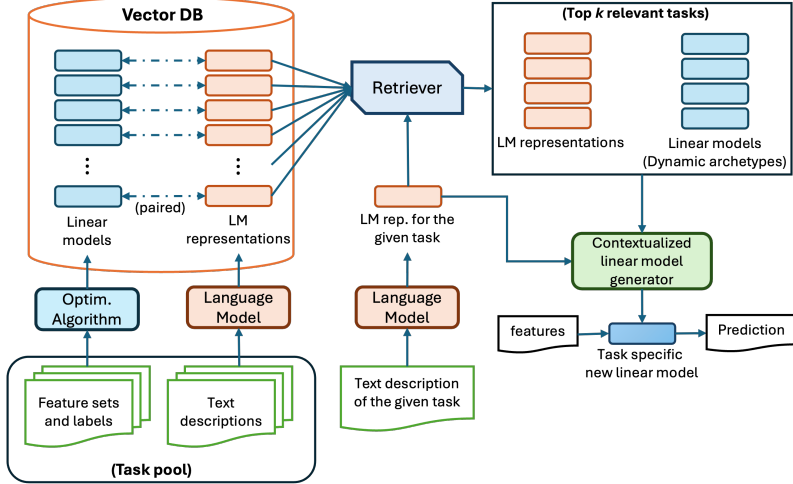 Vector DB
(Top k relevant tasks)
Retriever
LM representations
Linear models
(Dynamic archetypes)
(paired)
Linear
models
LM
representations
LM rep. for the
given task
Contextualized
linear model
generator
Optim.
Algorithm
Language
Model
Language
Model
features
Prediction
Task specific
new linear model
Feature sets
and labels
Text
descriptions
Text description
of the given task
(Task pool)